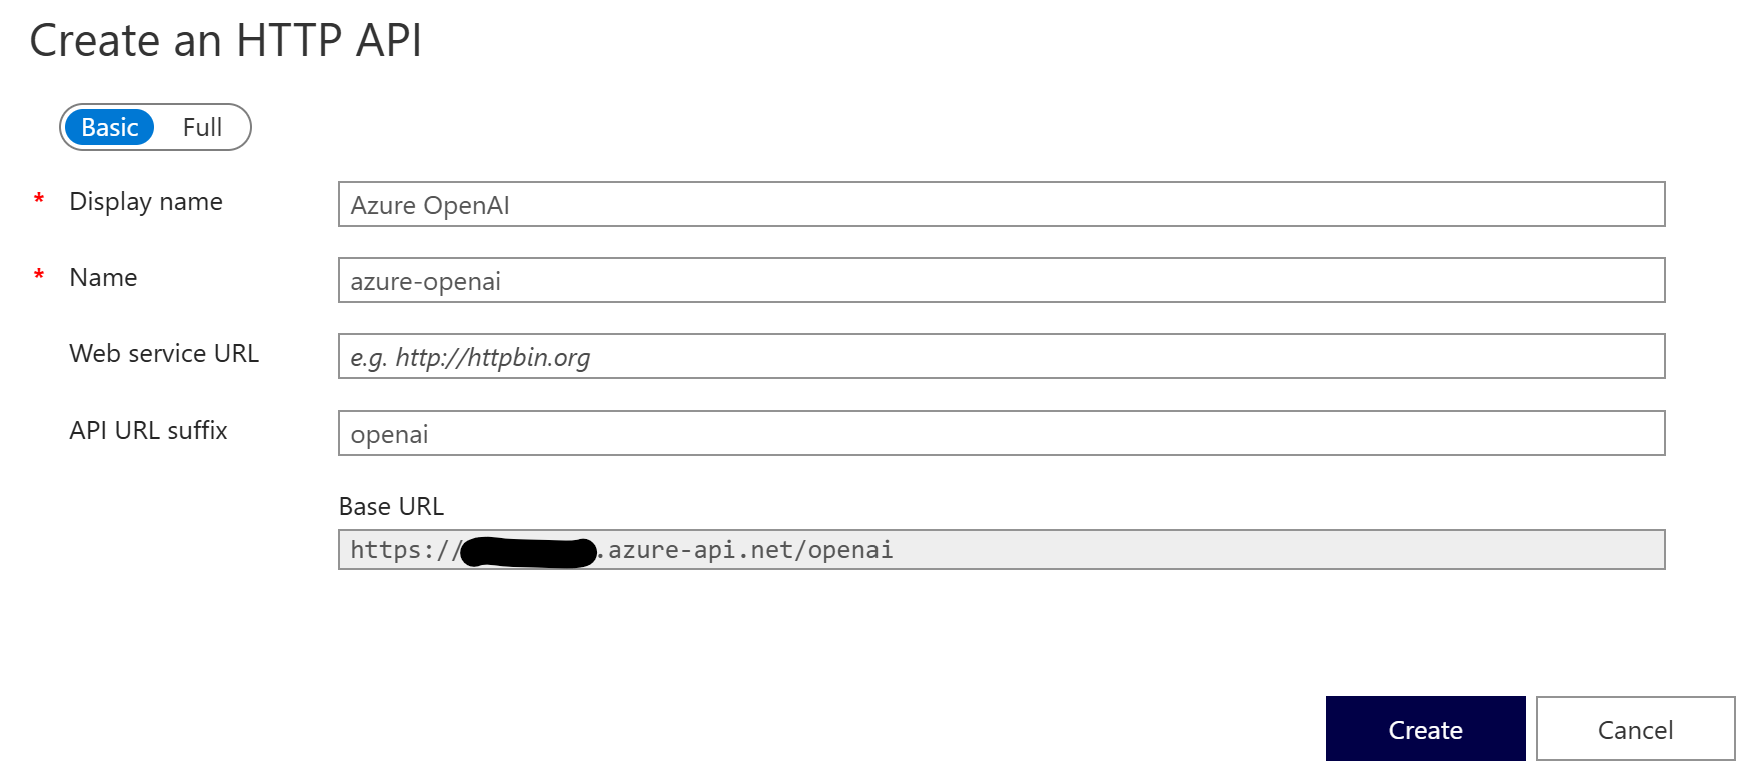 Create an HTTP API
Basic Full
* Display name Azure OpenAI
* Name azure-openai
Web service URL e.g. http://httpbin.org
API URL suffix openai
Base URL
https:// .azure-api.net/openai
Create Cancel